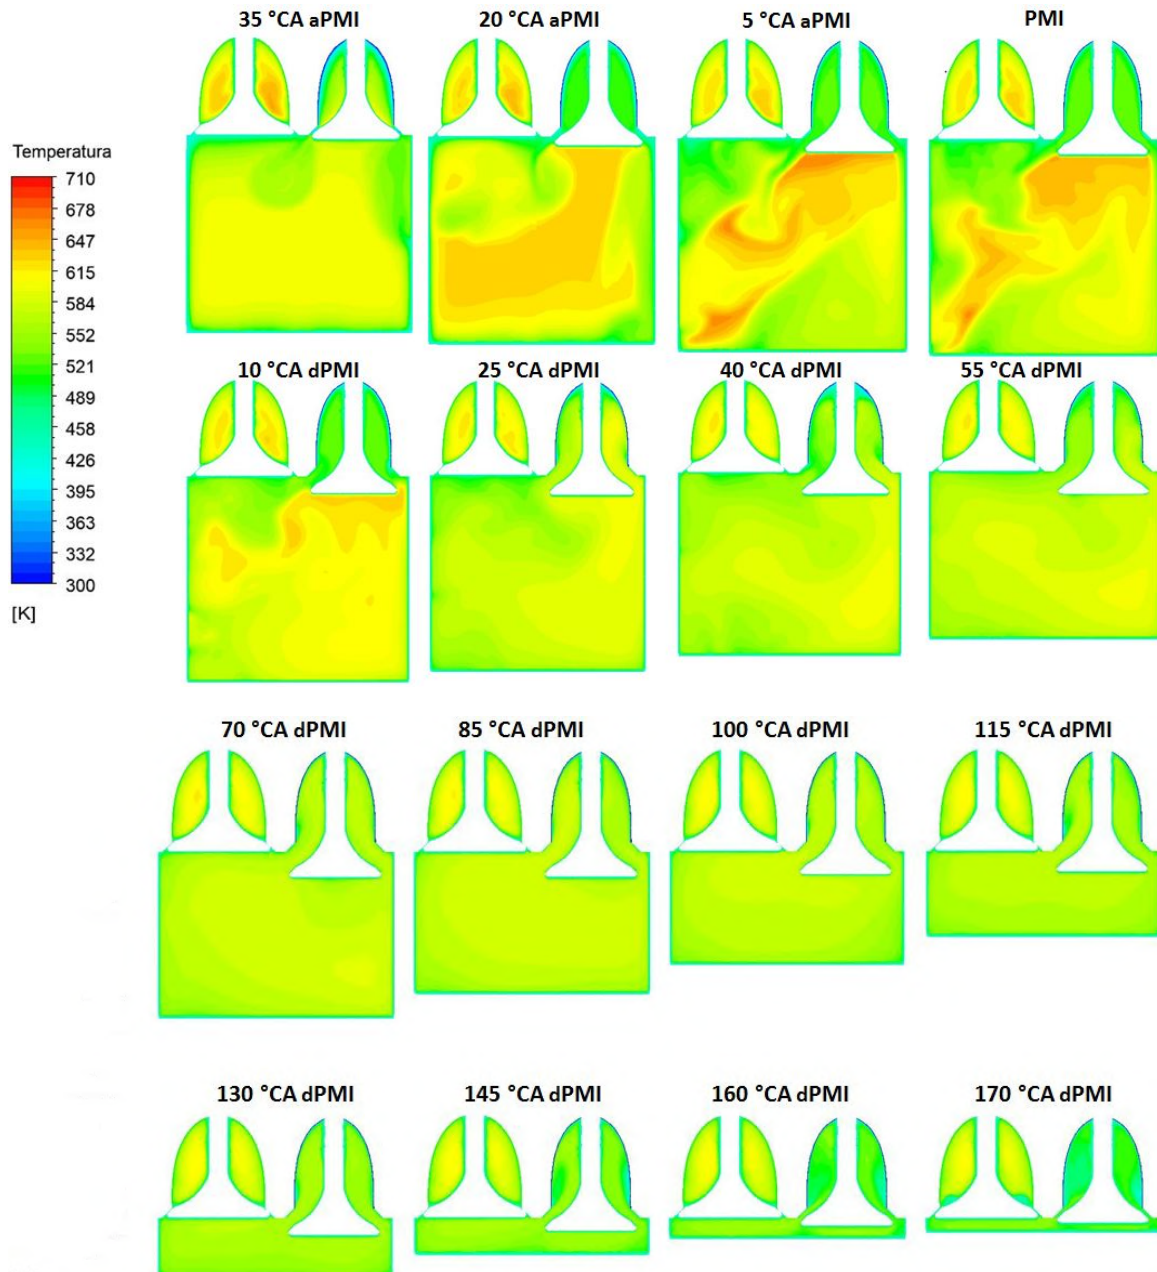 35 °CA aPMI
20 °CA aPMI
5 °CA aPMI
PMI
Temperatura
710
678
647
615
584
552
521
489
458
426
395
363
332
300
[K]
10 °CA dPMI
25 °CA dPMI
40 °CA dPMI
55 °CA dPMI
70 °CA dPMI
85 °CA dPMI
100 °CA dPMI
115 °CA dPMI
130 °CA dPMI
145 °CA dPMI
160 °CA dPMI
170 °CA dPMI